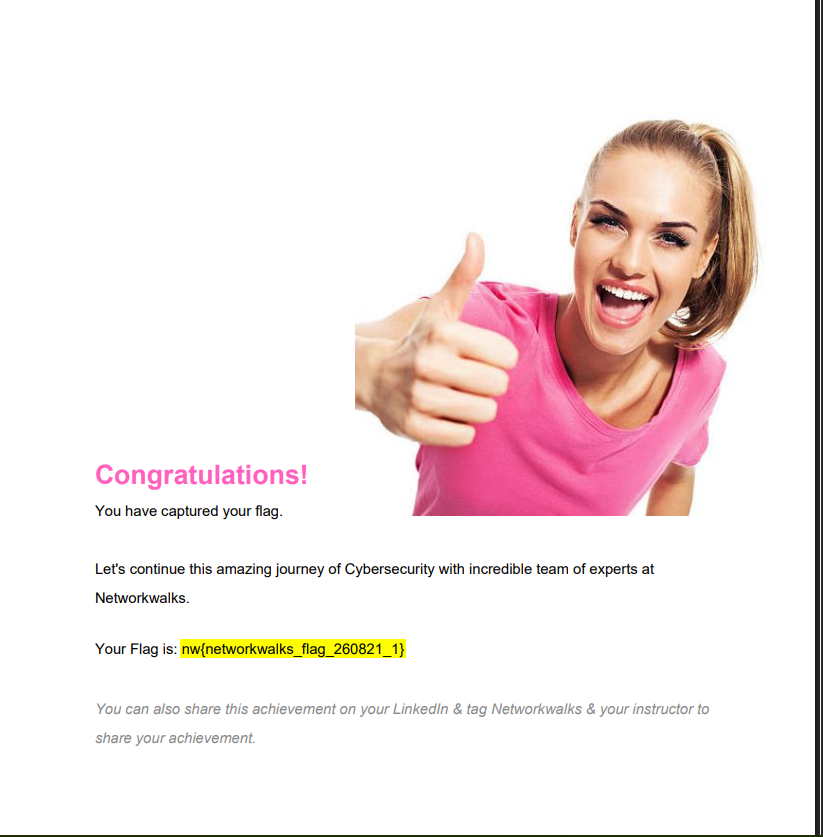 Congratulations!
You have captured your flag.
Let's continue this amazing journey of Cybersecurity with incredible team of experts at
Networkwalks.
Your Flag is: nw{networkwalks_flag_260821_1}
You can also share this achievement on your LinkedIn & tag Networkwalks & your instructor to
share your achievement.